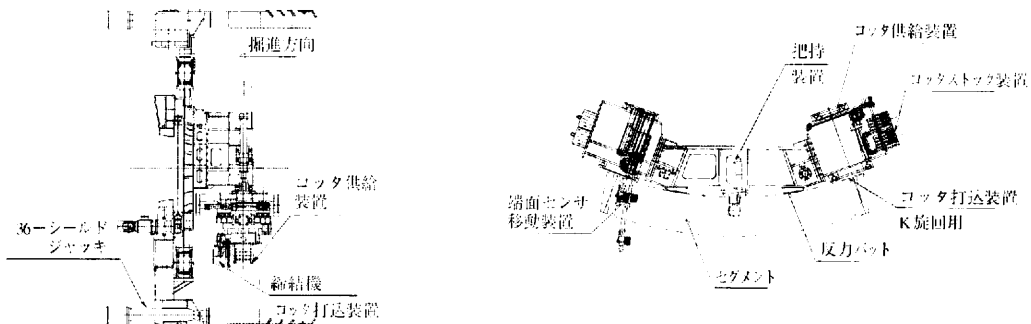 掘進方向
コッタ供給
装置
36－シールド
ジャッキ
締結機
コッタ打込装置
コッタ供給装置
把持
装置
コッタストック装置
端面センサ
移動装置
コッタ打込装置
K旋回用
反力パット
セグメント